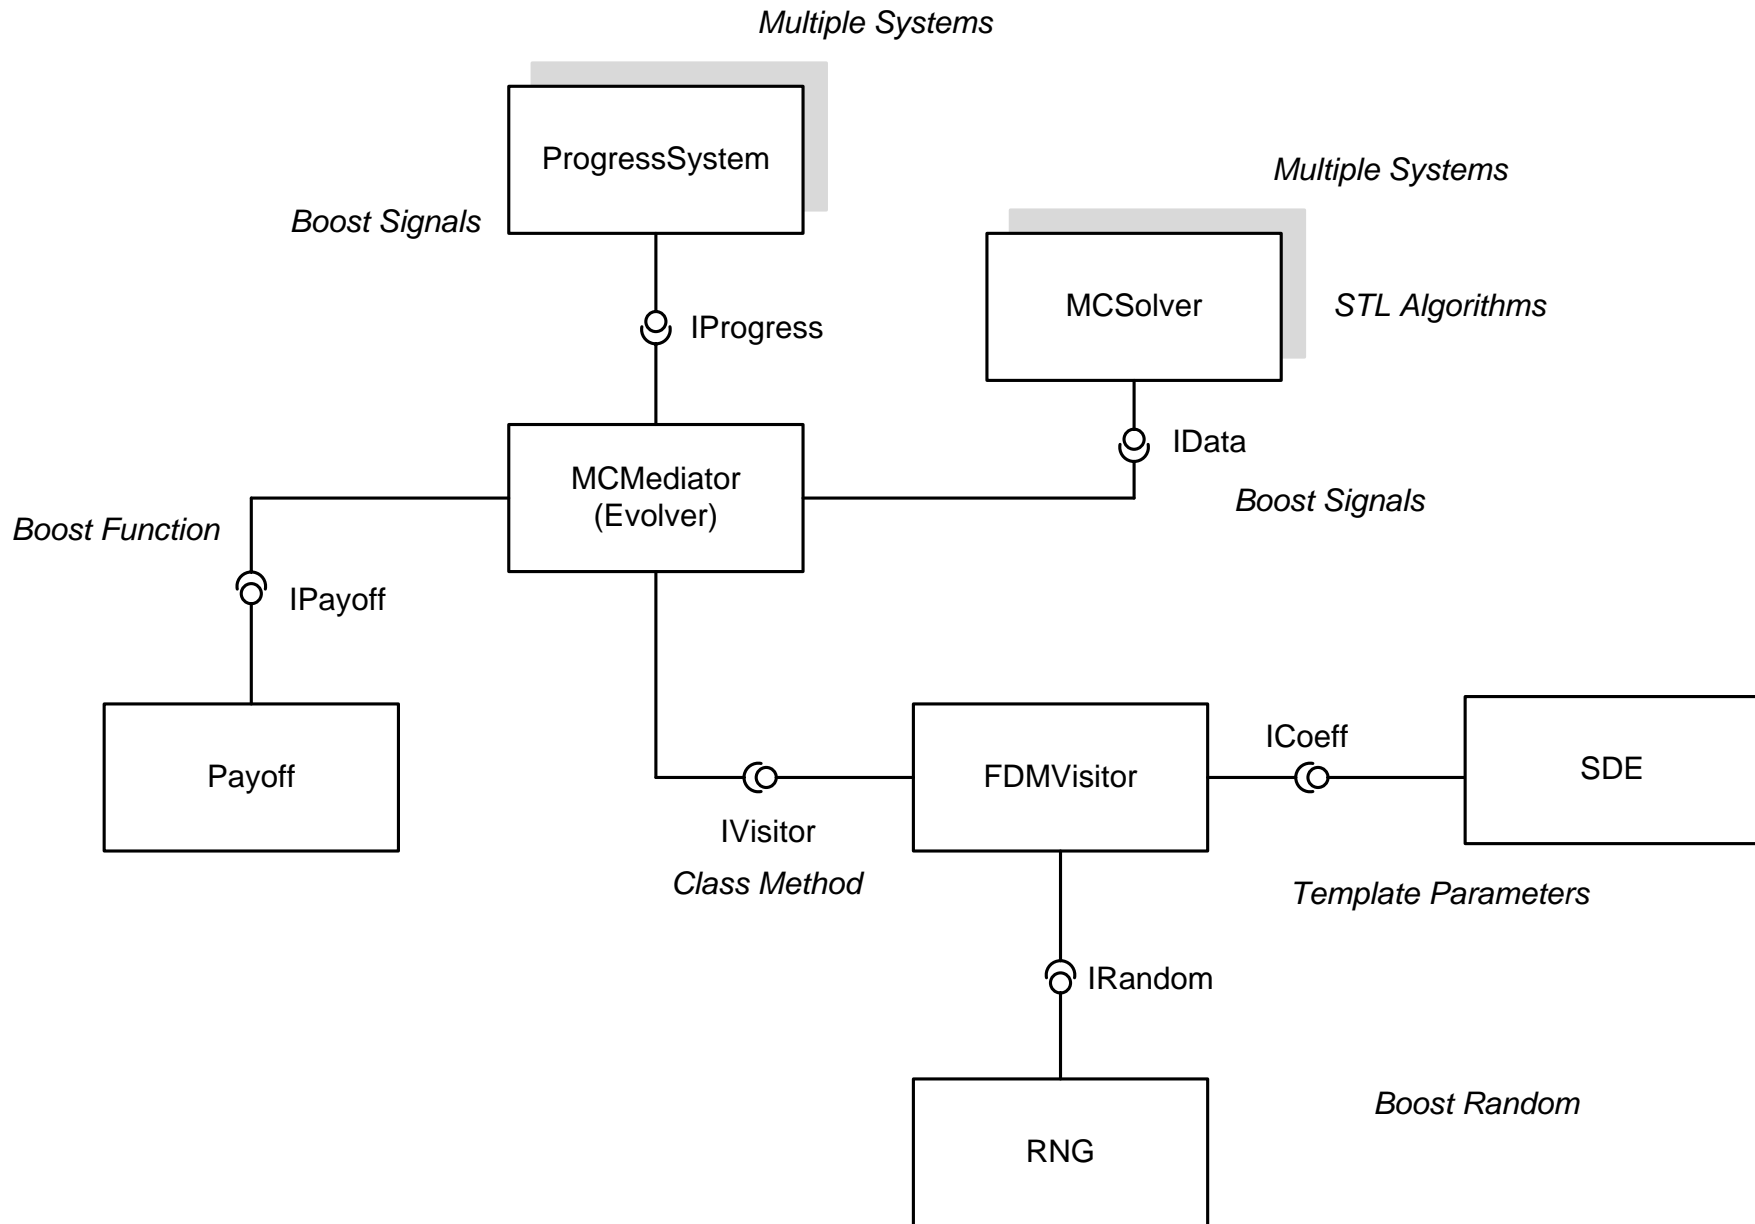 Multiple Systems
ProgressSystem
Multiple Systems
Boost Signals
MCSolver
STL Algorithms
IProgress
IData
MCMediator
(Evolver)
Boost Signals
Boost Function
IPayoff
ICoeff
Payoff
FDMVisitor
SDE
IVisitor
Class Method
Template Parameters
IRandom
Boost Random
RNG